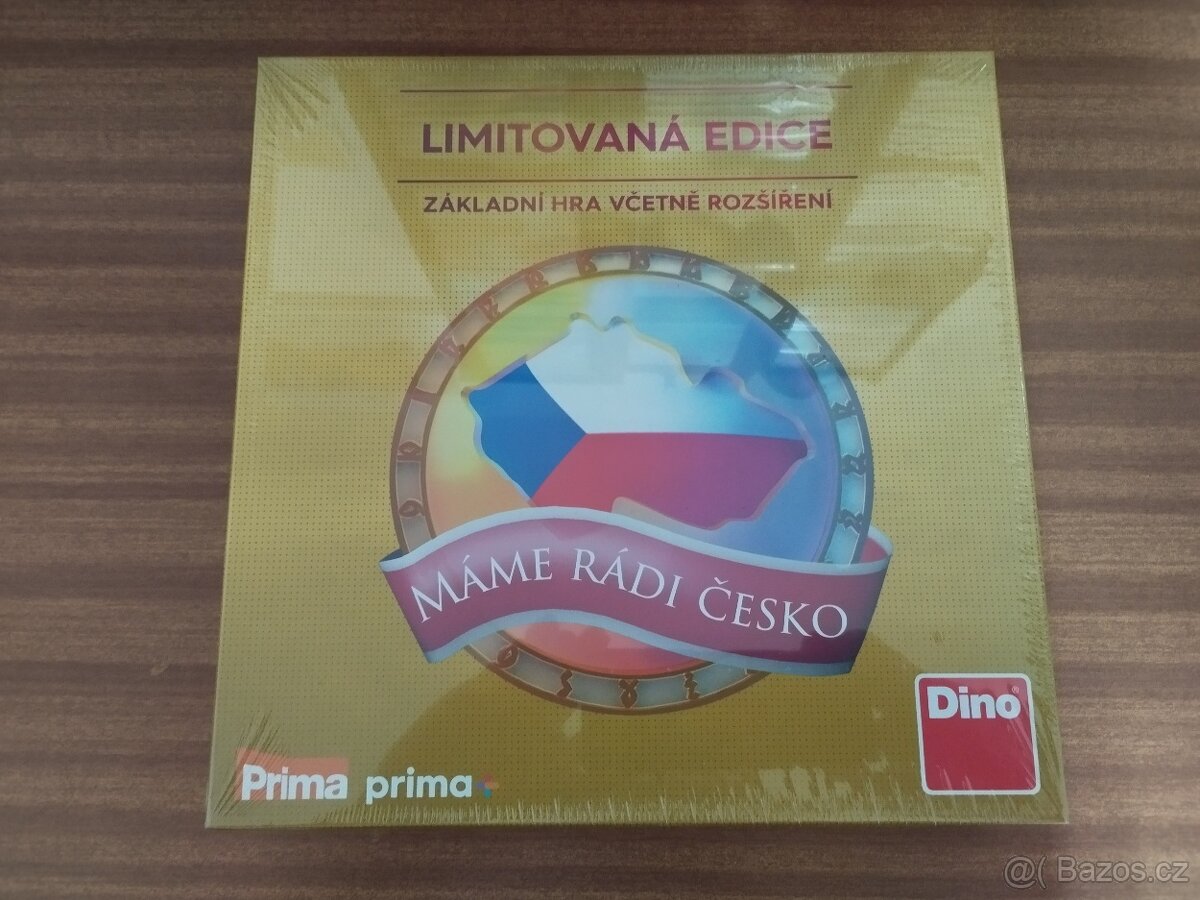 LIMITOVANÁ EDICE
ZÁKLADNÍ HRA VČETNĚ ROZŠÍŘENÍ
MÁME RÁDI ČESKO
Dino®
Prima prima+
@( Bazos.cz